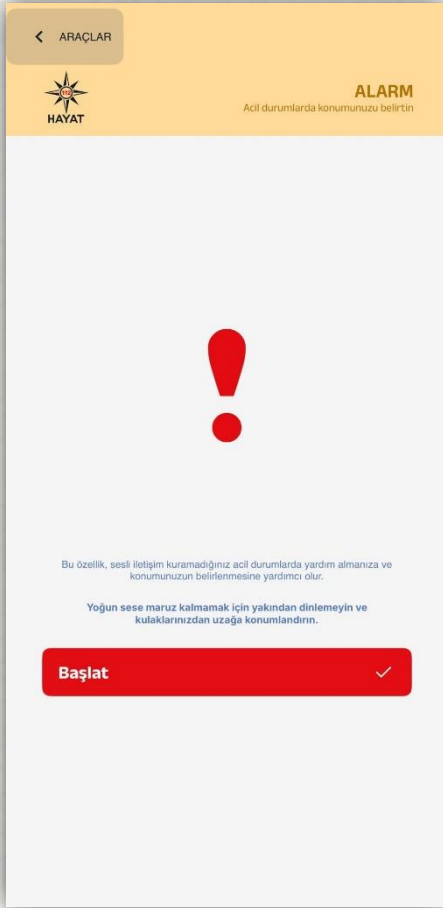 ARAÇLAR
112
HAYAT
ALARM
Acil durumlarda konumunuzu belirtin
Bu özellik, sesli iletişim kuramadığınız acil durumlarda yardım almanıza ve
konumunuzun belirlenmesine yardımcı olur.
Yoğun sese maruz kalmamak için yakından dinlemeyin ve
kulaklarınızdan uzağa konumlandırın.
Başlat